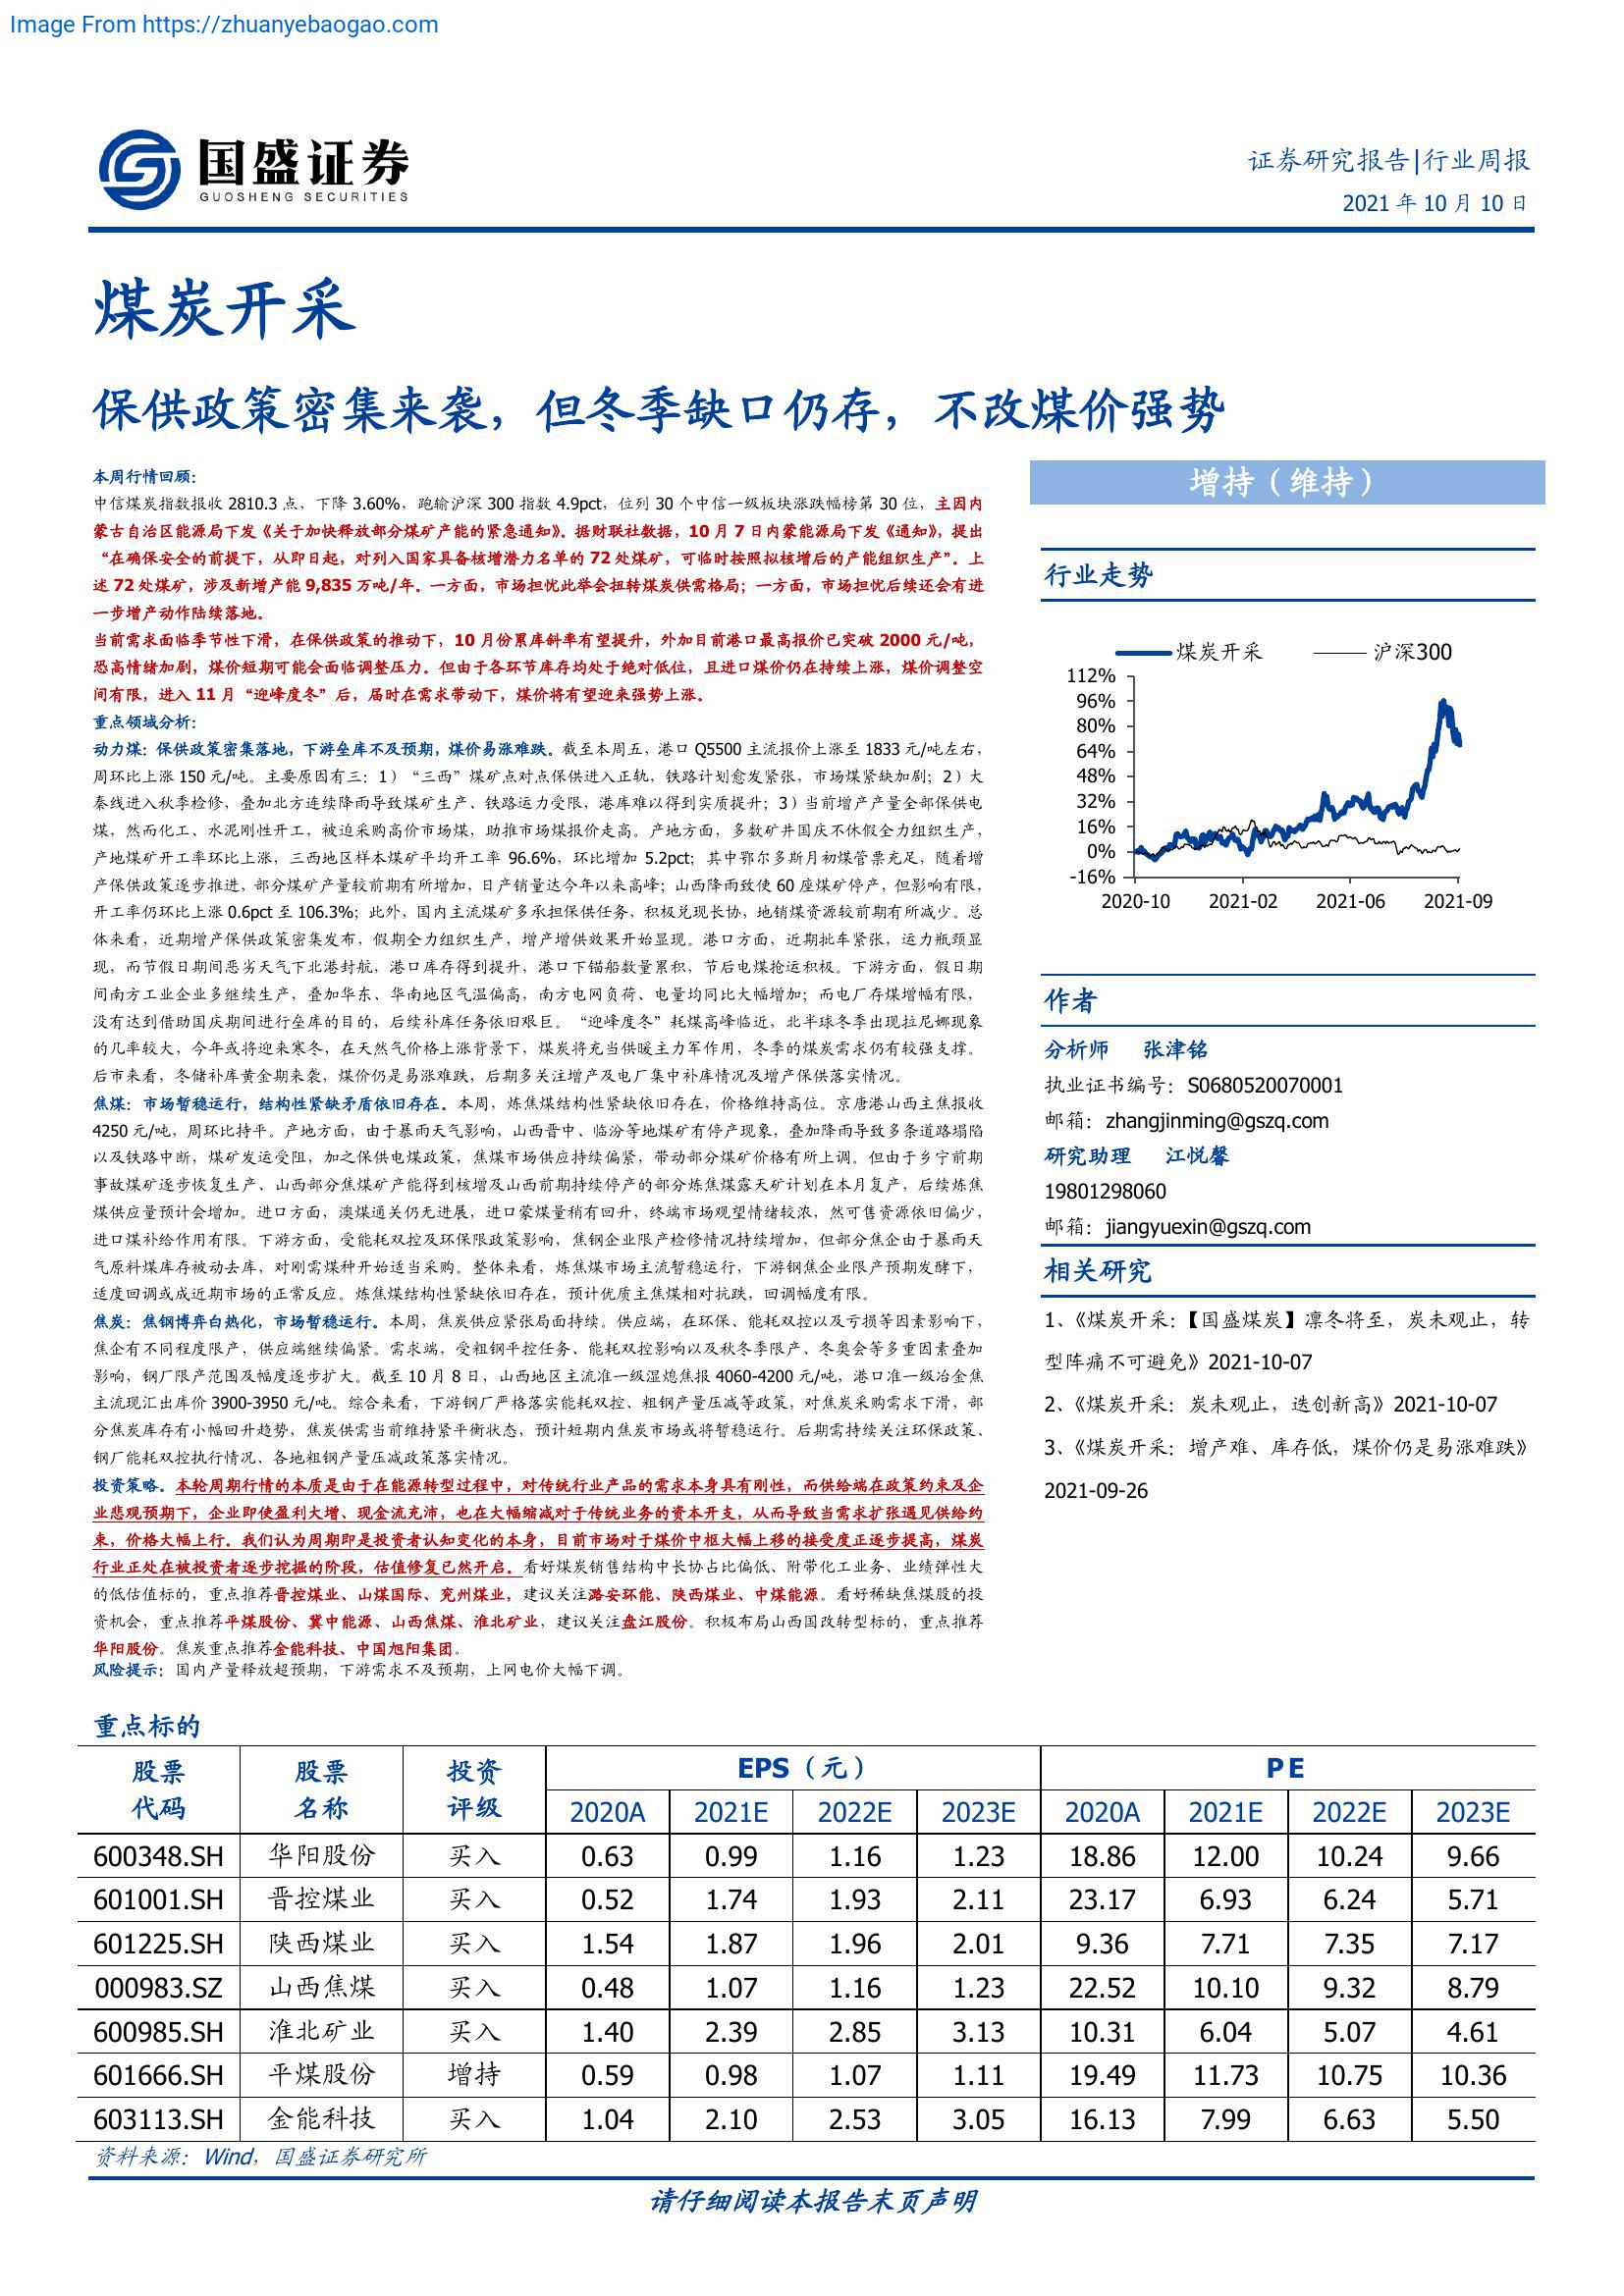 Image From https://zhuanyebaogao.com
国盛证券
GUOSHENG SECURITIES
证券研究报告|行业周报
2021 年 10 月 10 日
煤炭开采
保供政策密集来袭，但冬季缺口仍存，不改煤价强势
本周行情回顾：
中信煤炭指数报收 2810.3 点，下降 3.60%，跑输沪深 300 指数 4.9pct，位列 30 个中信一级板块涨跌幅榜第 30 位，主因内
蒙古自治区能源局下发《关于加快释放部分煤矿产能的紧急通知》。据财联社数据，10 月 7 日内蒙能源局下发《通知》，提出
“在确保安全的前提下，从即日起，对列入国家具备核增潜力名单的 72 处煤矿，可临时按照拟核增后的产能组织生产”。上
述 72 处煤矿，涉及新增产能 9,835 万吨/年。一方面，市场担忧此举会扭转煤炭供需格局；一方面，市场担忧后续还会有进
一步增产动作陆续落地。
当前需求面临季节性下滑，在保供政策的推动下，10 月份累库斜率有望提升，外加目前港口最高报价已突破 2000 元/吨，
恐高情绪加剧，煤价短期可能会面临调整压力。但由于各环节库存均处于绝对低位，且进口煤价仍在持续上涨，煤价调整空
间有限，进入 11 月“迎峰度冬”后，届时在需求带动下，煤价将有望迎来强势上涨。
重点领域分析：
动力煤：保供政策密集落地，下游垒库不及预期，煤价易涨难跌。截至本周五，港口 Q5500 主流报价上涨至 1833 元/吨左右，
周环比上涨 150 元/吨。主要原因有三：1）“三西”煤矿点对点保供进入正轨，铁路计划愈发紧张，市场煤紧缺加剧；2）大
秦线进入秋季检修，叠加北方连续降雨导致煤矿生产、铁路运力受限，港库难以得到实质提升；3）当前增产产量全部保供电
煤，然而化工、水泥刚性开工，被迫采购高价市场煤，助推市场煤报价走高。产地方面，多数矿井国庆不休假全力组织生产，
产地煤矿开工率环比上涨，三西地区样本煤矿平均开工率 96.6%，环比增加 5.2pct；其中鄂尔多斯月初煤管票充足，随着增
产保供政策逐步推进，部分煤矿产量较前期有所增加，日产销量达今年以来高峰；山西降雨致使 60 座煤矿停产，但影响有限，
开工率仍环比上涨 0.6pct 至 106.3%；此外，国内主流煤矿多承担保供任务，积极兑现长协，地销煤资源较前期有所减少。总
体来看，近期增产保供政策密集发布，假期全力组织生产，增产增供效果开始显现。港口方面，近期批车紧张，运力瓶颈显
现，而节假日期间恶劣天气下北港封航，港口库存得到提升，港口下锚船数量累积，节后电煤抢运积极。下游方面，假日期
间南方工业企业多继续生产，叠加华东、华南地区气温偏高，南方电网负荷、电量均同比大幅增加；而电厂存煤增幅有限，
没有达到借助国庆期间进行垒库的目的，后续补库任务依旧艰巨。“迎峰度冬”耗煤高峰临近，北半球冬季出现拉尼娜现象
的几率较大，今年或将迎来寒冬，在天然气价格上涨背景下，煤炭将充当供暖主力军作用，冬季的煤炭需求仍有较强支撑。
后市来看，冬储补库黄金期来袭，煤价仍是易涨难跌，后期多关注增产及电厂集中补库情况及增产保供落实情况。
焦煤：市场暂稳运行，结构性紧缺矛盾依旧存在。本周，炼焦煤结构性紧缺依旧存在，价格维持高位。京唐港山西主焦报收
4250 元/吨，周环比持平。产地方面，由于暴雨天气影响，山西晋中、临汾等地煤矿有停产现象，叠加降雨导致多条道路塌陷
以及铁路中断，煤矿发运受阻，加之保供电煤政策，焦煤市场供应持续偏紧，带动部分煤矿价格有所上调。但由于乡宁前期
事故煤矿逐步恢复生产、山西部分焦煤矿产能得到核增及山西前期持续停产的部分炼焦煤露天矿计划在本月复产，后续炼焦
煤供应量预计会增加。进口方面，澳煤通关仍无进展，进口蒙煤量稍有回升，终端市场观望情绪较浓，然可售资源依旧偏少，
进口煤补给作用有限。下游方面，受能耗双控及环保限政策影响，焦钢企业限产检修情况持续增加，但部分焦企由于暴雨天
气原料煤库存被动去库，对刚需煤种开始适当采购。整体来看，炼焦煤市场主流暂稳运行，下游钢焦企业限产预期发酵下，
适度回调或成近期市场的正常反应。炼焦煤结构性紧缺依旧存在，预计优质主焦煤相对抗跌，回调幅度有限。
焦炭：焦钢博弈白热化，市场暂稳运行。本周，焦炭供应紧张局面持续。供应端，在环保、能耗双控以及亏损等因素影响下，
焦企有不同程度限产，供应端继续偏紧。需求端，受粗钢平控任务、能耗双控影响以及秋冬季限产、冬奥会等多重因素叠加
影响，钢厂限产范围及幅度逐步扩大。截至 10 月 8 日，山西地区主流准一级湿熄焦报 4060-4200 元/吨，港口准一级冶金焦
主流现汇出库价 3900-3950 元/吨。综合来看，下游钢厂严格落实能耗双控、粗钢产量压减等政策，对焦炭采购需求下滑，部
分焦炭库存有小幅回升趋势，焦炭供需当前维持紧平衡状态，预计短期内焦炭市场或将暂稳运行。后期需持续关注环保政策、
钢厂能耗双控执行情况、各地粗钢产量压减政策落实情况。
投资策略。本轮周期行情的本质是由于在能源转型过程中，对传统行业产品的需求本身具有刚性，而供给端在政策约束及企
业悲观预期下，企业即使盈利大增、现金流充沛，也在大幅缩减对于传统业务的资本开支，从而导致当需求扩张遇见供给约
束，价格大幅上行。我们认为周期即是投资者认知变化的本身，目前市场对于煤价中枢大幅上移的接受度正逐步提高，煤炭
行业正处在被投资者逐步挖掘的阶段，估值修复已然开启。看好煤炭销售结构中长协占比偏低、附带化工业务、业绩弹性大
的低估值标的，重点推荐晋控煤业、山煤国际、兖州煤业，建议关注潞安环能、陕西煤业、中煤能源。看好稀缺焦煤股的投
资机会，重点推荐平煤股份、冀中能源、山西焦煤、淮北矿业，建议关注盘江股份。积极布局山西国改转型标的，重点推荐
华阳股份。焦炭重点推荐金能科技、中国旭阳集团。
风险提示：国内产量释放超预期，下游需求不及预期，上网电价大幅下调。
增持（维持）
行业走势
煤炭开采 沪深300
112%
96%
80%
64%
48%
32%
16%
0%
-16%
2020-10 2021-02 2021-06 2021-09
作者
分析师 张津铭
执业证书编号：S0680520070001
邮箱：zhangjinming@gszq.com
研究助理 江悦馨
19801298060
邮箱：jiangyuexin@gszq.com
相关研究
1、《煤炭开采：【国盛煤炭】凛冬将至，炭未观止，转
型阵痛不可避免》2021-10-07
2、《煤炭开采：炭未观止，迭创新高》2021-10-07
3、《煤炭开采：增产难、库存低，煤价仍是易涨难跌》
2021-09-26
重点标的
股票 股票 投资 EPS（元） PE
代码 名称 评级 2020A 2021E 2022E 2023E 2020A 2021E 2022E 2023E
600348.SH 华阳股份 买入 0.63 0.99 1.16 1.23 18.86 12.00 10.24 9.66
601001.SH 晋控煤业 买入 0.52 1.74 1.93 2.11 23.17 6.93 6.24 5.71
601225.SH 陕西煤业 买入 1.54 1.87 1.96 2.01 9.36 7.71 7.35 7.17
000983.SZ 山西焦煤 买入 0.48 1.07 1.16 1.23 22.52 10.10 9.32 8.79
600985.SH 淮北矿业 买入 1.40 2.39 2.85 3.13 10.31 6.04 5.07 4.61
601666.SH 平煤股份 增持 0.59 0.98 1.07 1.11 19.49 11.73 10.75 10.36
603113.SH 金能科技 买入 1.04 2.10 2.53 3.05 16.13 7.99 6.63 5.50
资料来源：Wind，国盛证券研究所
请仔细阅读本报告末页声明